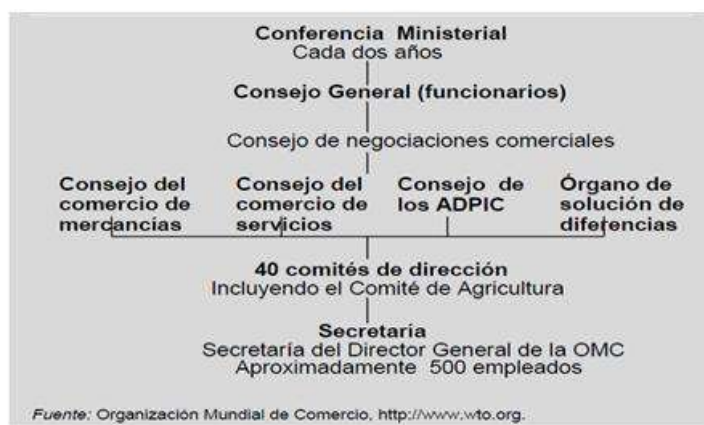 Conferencia Ministerial
Cada dos años
Consejo General (funcionarios)
Consejo de negociaciones comerciales
Consejo del comercio de mercancías
Consejo del comercio de servicios
Consejo de los ADPIC
Órgano de solución de diferencias
40 comités de dirección
Incluyendo el Comité de Agricultura
Secretaría
Secretaría del Director General de la OMC
Aproximadamente 500 empleados
Fuente: Organización Mundial de Comercio, http://www.wto.org.